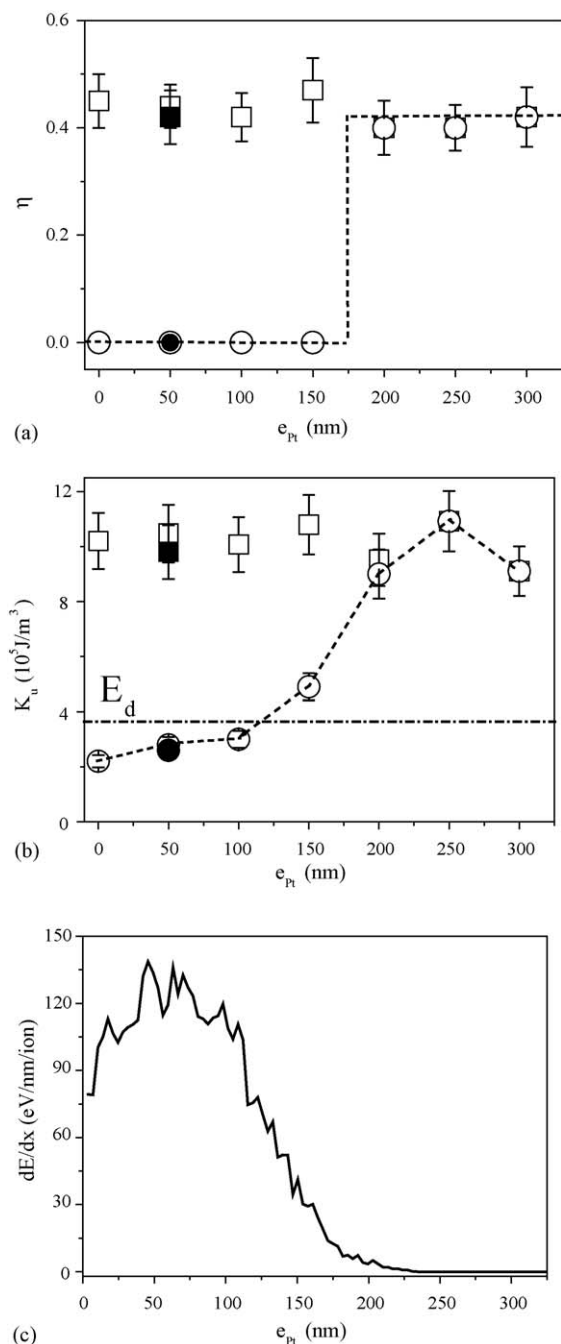 0.6
0.4
η
0.2
0.0
0 50 100 150 200 250 300
(a)
e_Pt (nm)
12
8
K_u (10^5 J/m^3)
E_d
4
0
0 50 100 150 200 250 300
(b)
e_Pt (nm)
150
120
90
dE/dx (eV/nm/ion)
60
30
0
0 50 100 150 200 250 300
(c)
e_Pt (nm)